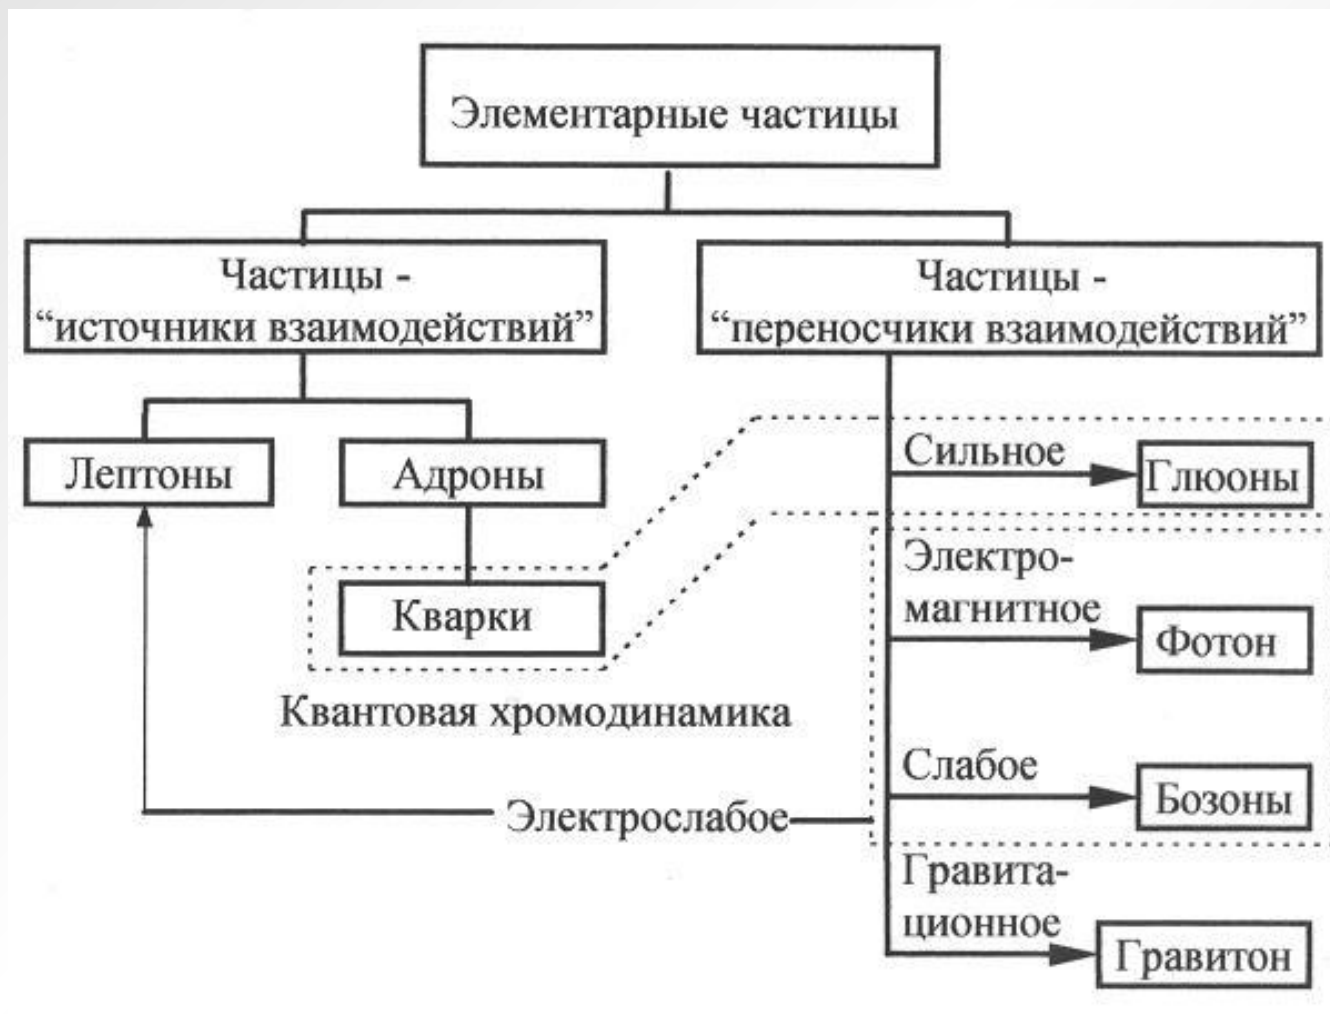 Элементарные частицы
Частицы -
“источники взаимодействий”
Частицы -
“переносчики взаимодействий”
Лептоны
Адроны
Сильное
Глюоны
Электро-
магнитное
Кварки
Фотон
Квантовая хромодинамика
Слабое
Бозоны
Электрослабое
Гравита-
ционное
Гравитон